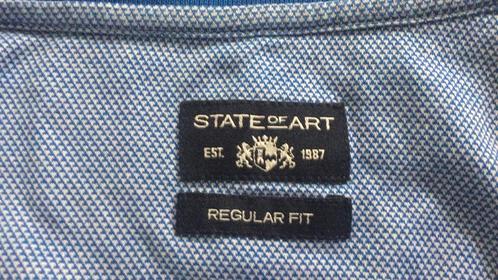 STATE OF ART
EST. 1987
REGULAR FIT